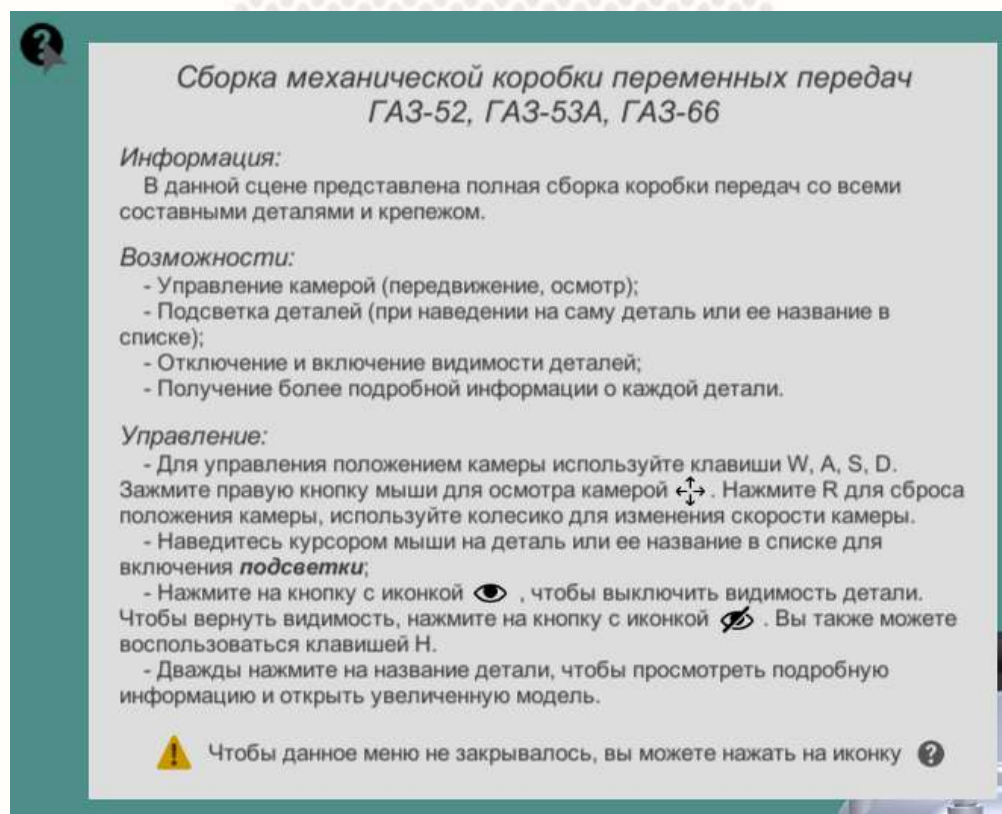 Сборка механической коробки переменных передач
ГАЗ-52, ГАЗ-53А, ГАЗ-66
Информация:
В данной сцене представлена полная сборка коробки передач со всеми
составными деталями и крепежом.
Возможности:
- Управление камерой (передвижение, осмотр);
- Подсветка деталей (при наведении на саму деталь или ее название в
списке);
- Отключение и включение видимости деталей;
- Получение более подробной информации о каждой детали.
Управление:
- Для управления положением камеры используйте клавиши W, A, S, D.
Зажмите правую кнопку мыши для осмотра камерой . Нажмите R для сброса
положения камеры, используйте колесико для изменения скорости камеры.
- Наведитесь курсором мыши на деталь или ее название в списке для
включения подсветки;
- Нажмите на кнопку с иконкой , чтобы выключить видимость детали.
Чтобы вернуть видимость, нажмите на кнопку с иконкой . Вы также можете
воспользоваться клавишей H.
- Дважды нажмите на название детали, чтобы просмотреть подробную
информацию и открыть увеличенную модель.
Чтобы данное меню не закрывалось, вы можете нажать на иконку ?